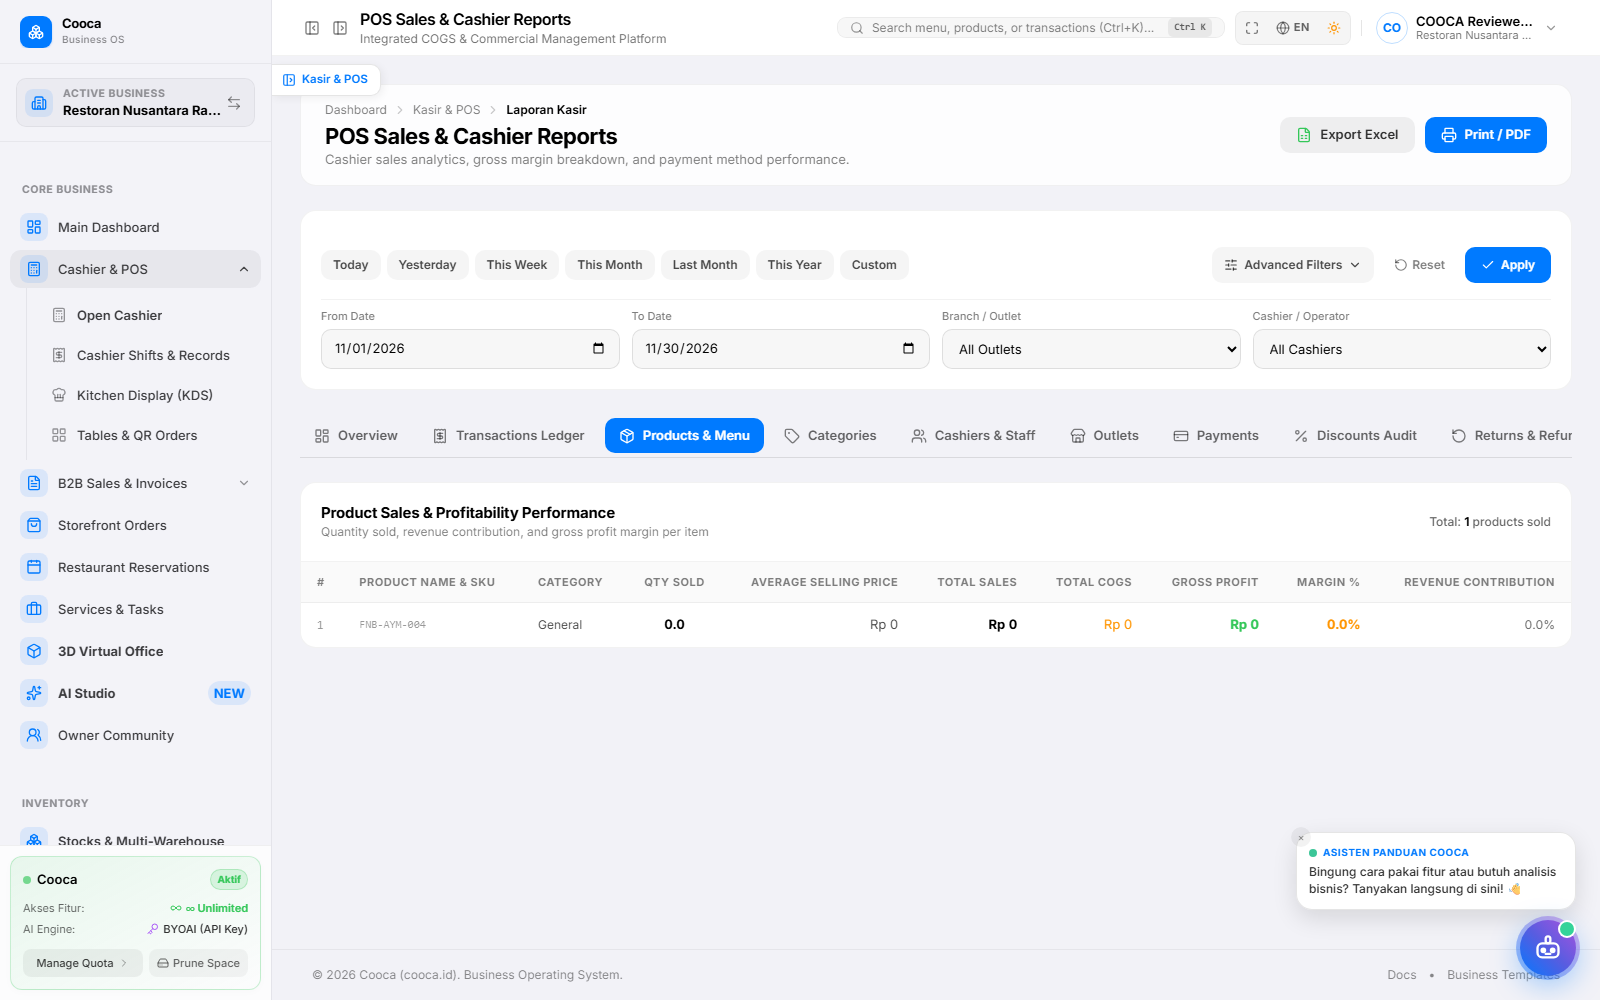 Cooca
Business OS
ACTIVE BUSINESS
Restoran Nusantara Ra...
CORE BUSINESS
Main Dashboard
Cashier & POS
Open Cashier
Cashier Shifts & Records
Kitchen Display (KDS)
Tables & QR Orders
B2B Sales & Invoices
Storefront Orders
Restaurant Reservations
Services & Tasks
3D Virtual Office
AI Studio NEW
Owner Community
INVENTORY
Stocks & Multi-Warehouse
Cooca Aktif
Akses Fitur: ∞ Unlimited
AI Engine: BYOAI (API Key)
Manage Quota Prune Space
POS Sales & Cashier Reports
Integrated COGS & Commercial Management Platform
Search menu, products, or transactions (Ctrl+K)... Ctrl K
EN
CO COOCA Reviewe...
Restoran Nusantara ...
Kasir & POS
Dashboard > Kasir & POS > Laporan Kasir
POS Sales & Cashier Reports
Cashier sales analytics, gross margin breakdown, and payment method performance.
Export Excel Print / PDF
Today Yesterday This Week This Month Last Month This Year Custom
Advanced Filters Reset Apply
From Date To Date Branch / Outlet Cashier / Operator
11/01/2026 11/30/2026 All Outlets All Cashiers
Overview Transactions Ledger Products & Menu Categories Cashiers & Staff Outlets Payments Discounts Audit Returns & Refur
Product Sales & Profitability Performance
Quantity sold, revenue contribution, and gross profit margin per item
Total: 1 products sold
# PRODUCT NAME & SKU CATEGORY QTY SOLD AVERAGE SELLING PRICE TOTAL SALES TOTAL COGS GROSS PROFIT MARGIN % REVENUE CONTRIBUTION
1 FNB-AYM-004 General 0.0 Rp 0 Rp 0 Rp 0 Rp 0 0.0% 0.0%
×
ASISTEN PANDUAN COOCA
Bingung cara pakai fitur atau butuh analisis
bisnis? Tanyakan langsung di sini! 👋
© 2026 Cooca (cooca.id). Business Operating System.
Docs • Business Templates